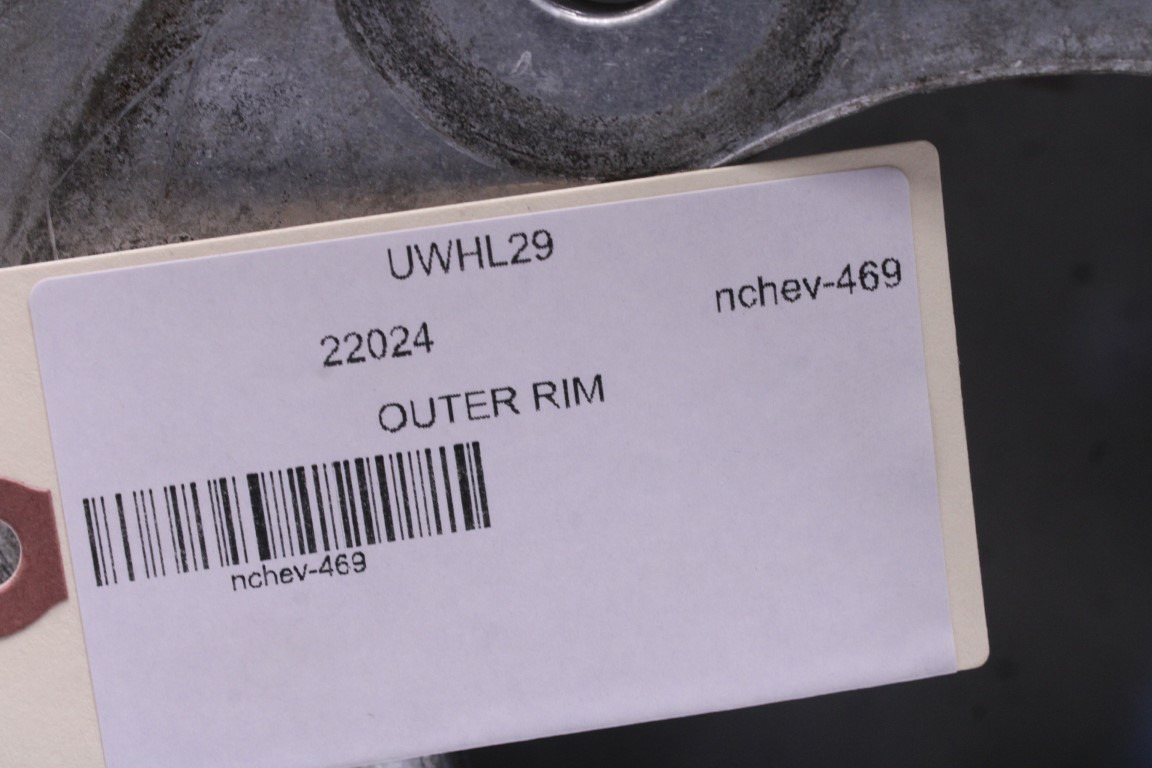 UWHL29
nchev-469
22024
OUTER RIM
nchev-469